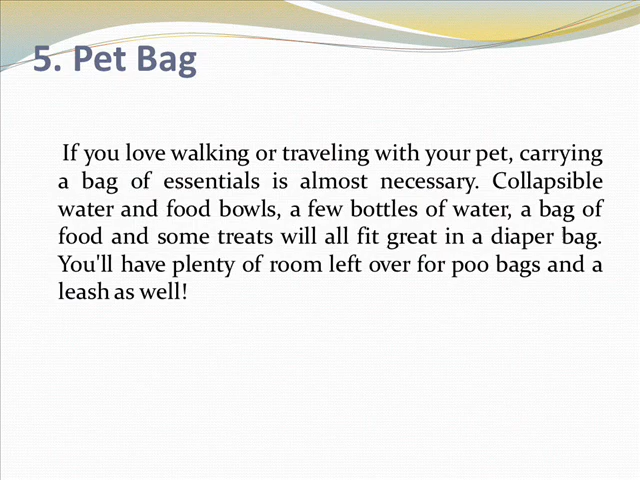 5. Pet Bag
If you love walking or traveling with your pet, carrying
a bag of essentials is almost necessary. Collapsible
water and food bowls, a few bottles of water, a bag of
food and some treats will all fit great in a diaper bag.
You'll have plenty of room left over for poo bags and a
leash as well!